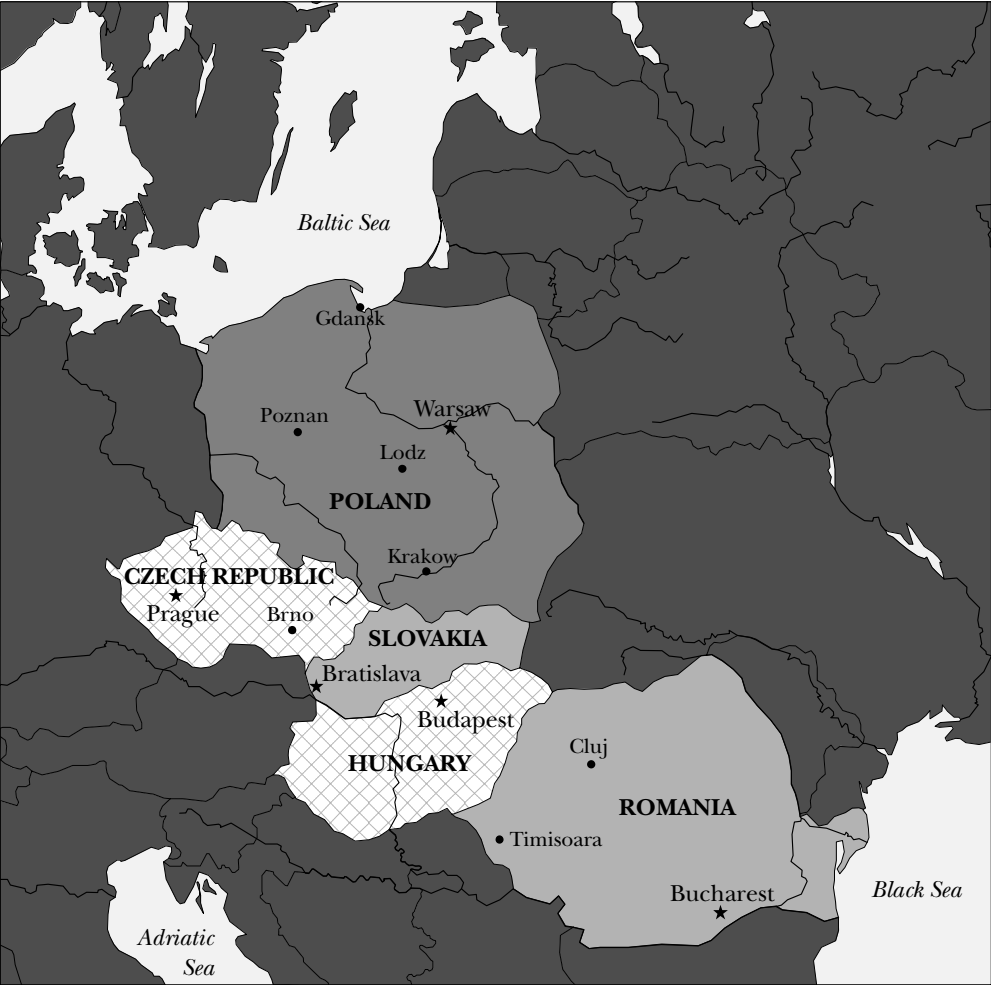 Baltic Sea
Gdansk
Poznan
Warsaw
Lodz
POLAND
Krakow
CZECH REPUBLIC
Prague
Brno
SLOVAKIA
Bratislava
Budapest
HUNGARY
Cluj
ROMANIA
Timisoara
Bucharest
Black Sea
Adriatic
Sea